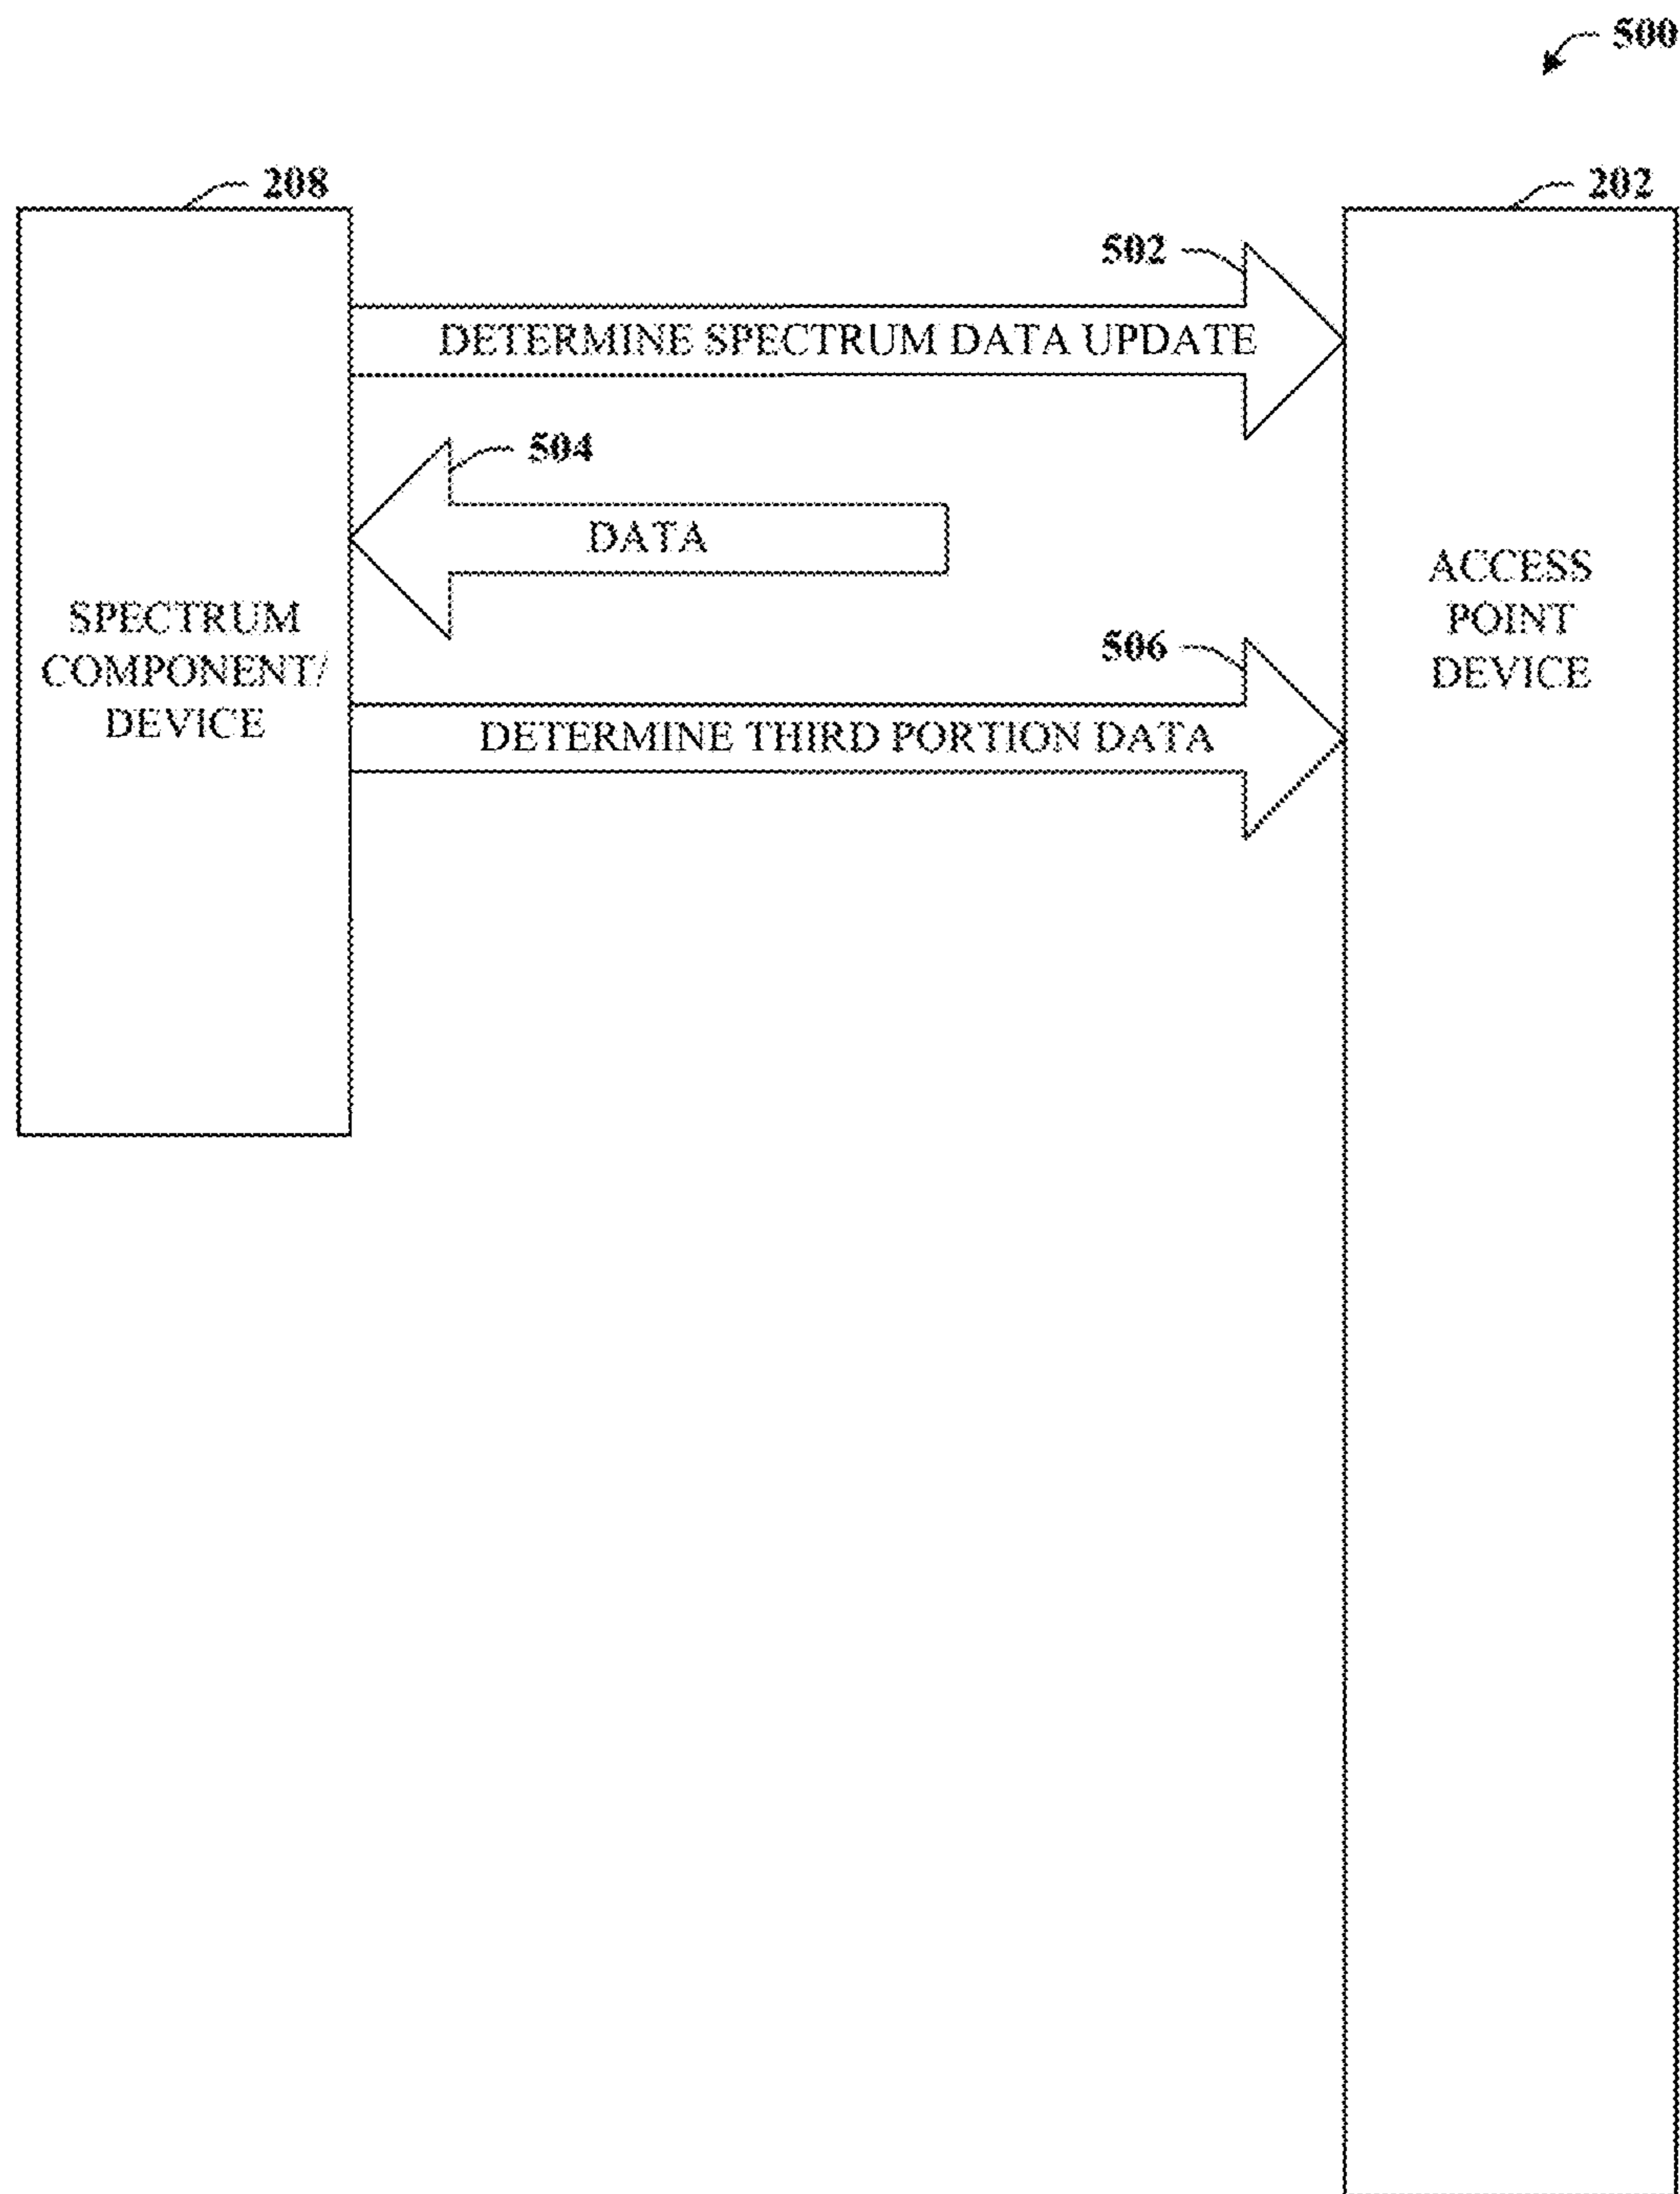 500
208
202
502
DETERMINE SPECTRUM DATA UPDATE
504
DATA
ACCESS
POINT
DEVICE
SPECTRUM
COMPONENT/
DEVICE
506
DETERMINE THIRD PORTION DATA